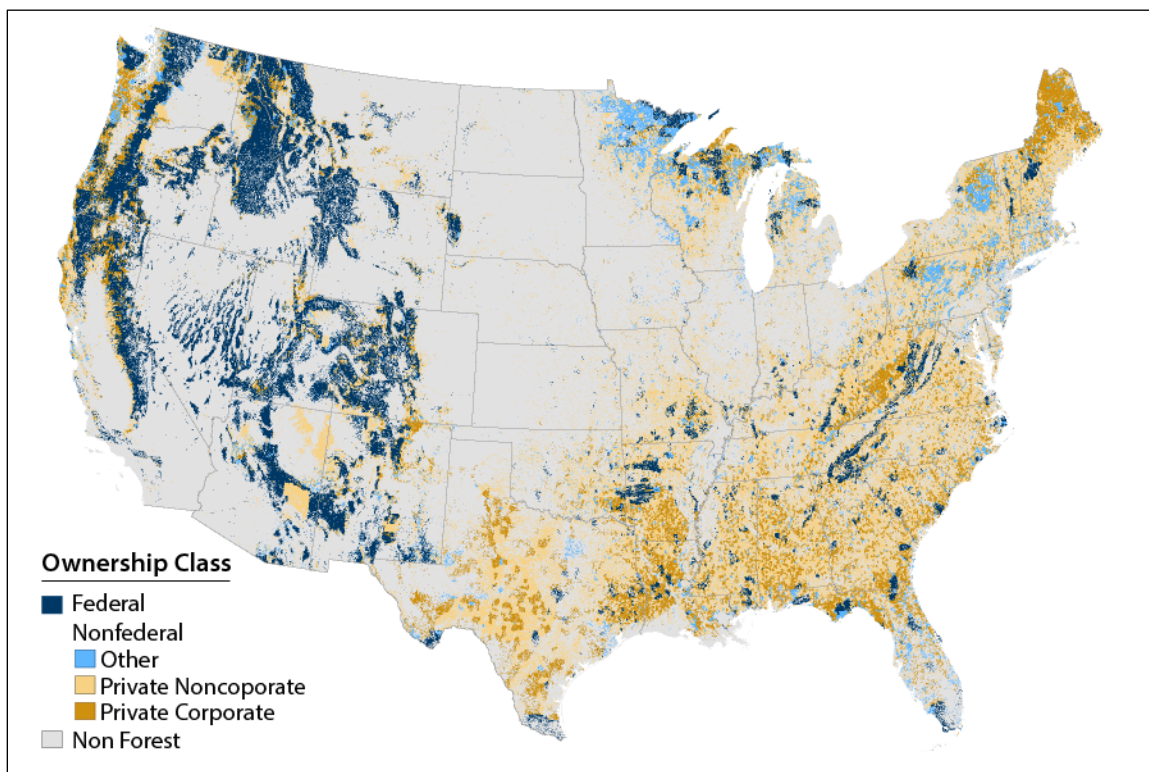 Ownership Class
Federal
Nonfederal
Other
Private Noncoporate
Private Corporate
Non Forest